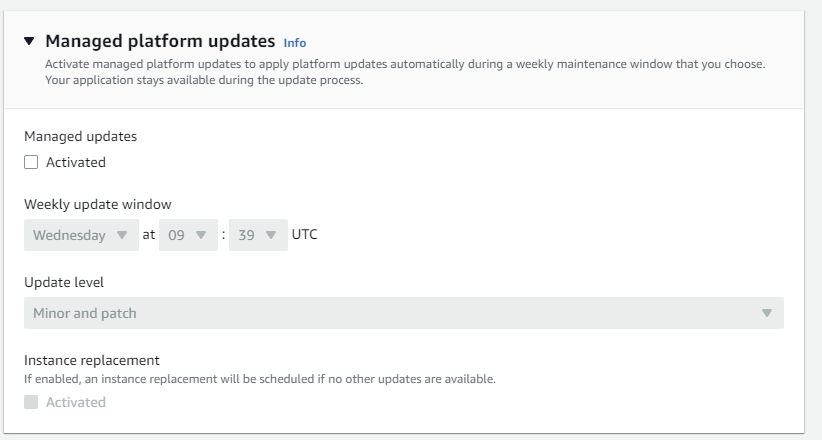 Managed platform updates Info
Activate managed platform updates to apply platform updates automatically during a weekly maintenance window that you choose.
Your application stays available during the update process.
Managed updates
Activated
Weekly update window
Wednesday at 09 : 39 UTC
Update level
Minor and patch
Instance replacement
If enabled, an instance replacement will be scheduled if no other updates are available.
Activated